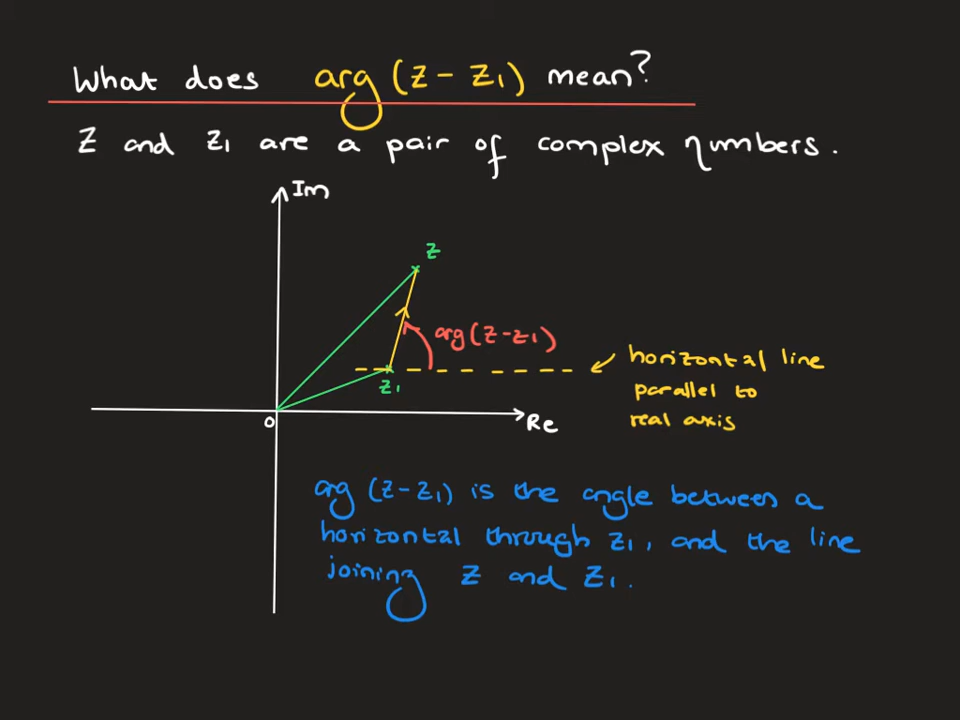 What does arg (z - z₁) mean?
z and z₁ are a pair of complex numbers.
Im
z
arg(z-z₁)
z₁
horizontal line
parallel to
real axis
O
Re
arg (z-z₁) is the angle between a
horizontal through z₁, and the line
joining z and z₁.